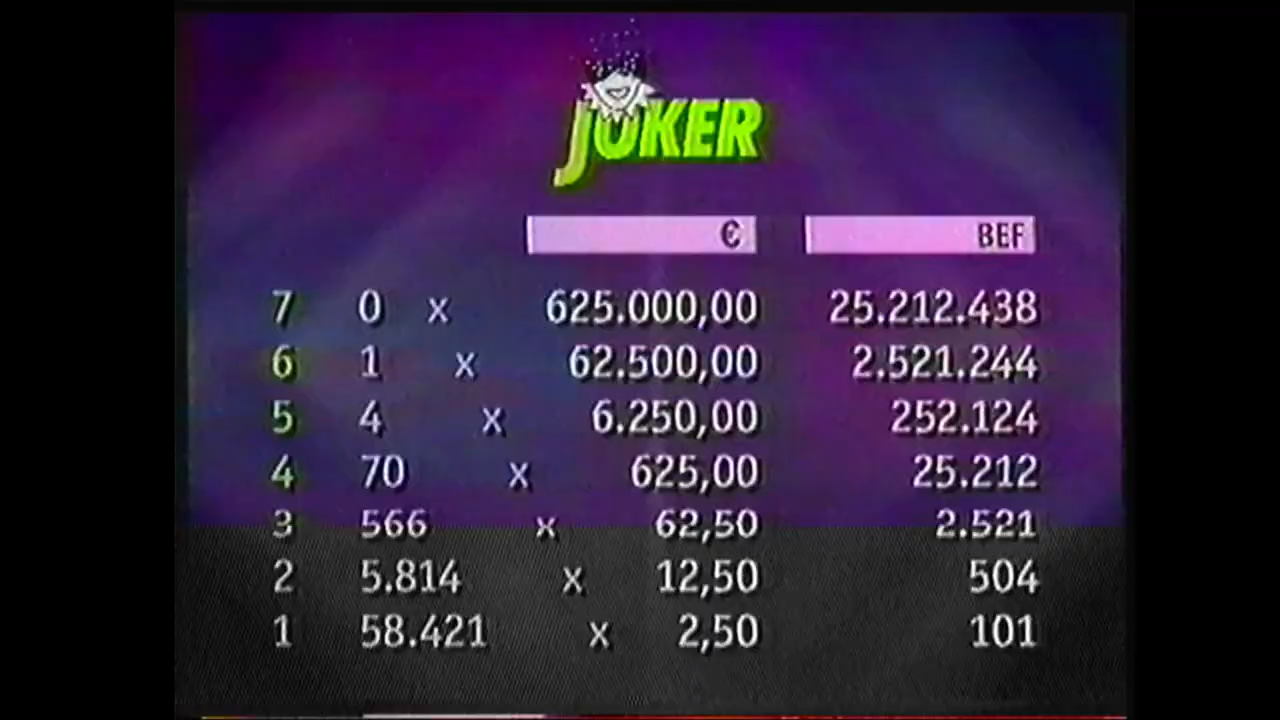 JOKER
€ BEF
7 0 x 625.000,00 25.212.438
6 1 x 62.500,00 2.521.244
5 4 x 6.250,00 252.124
4 70 x 625,00 25.212
3 566 x 62,50 2.521
2 5.814 x 12,50 504
1 58.421 x 2,50 101